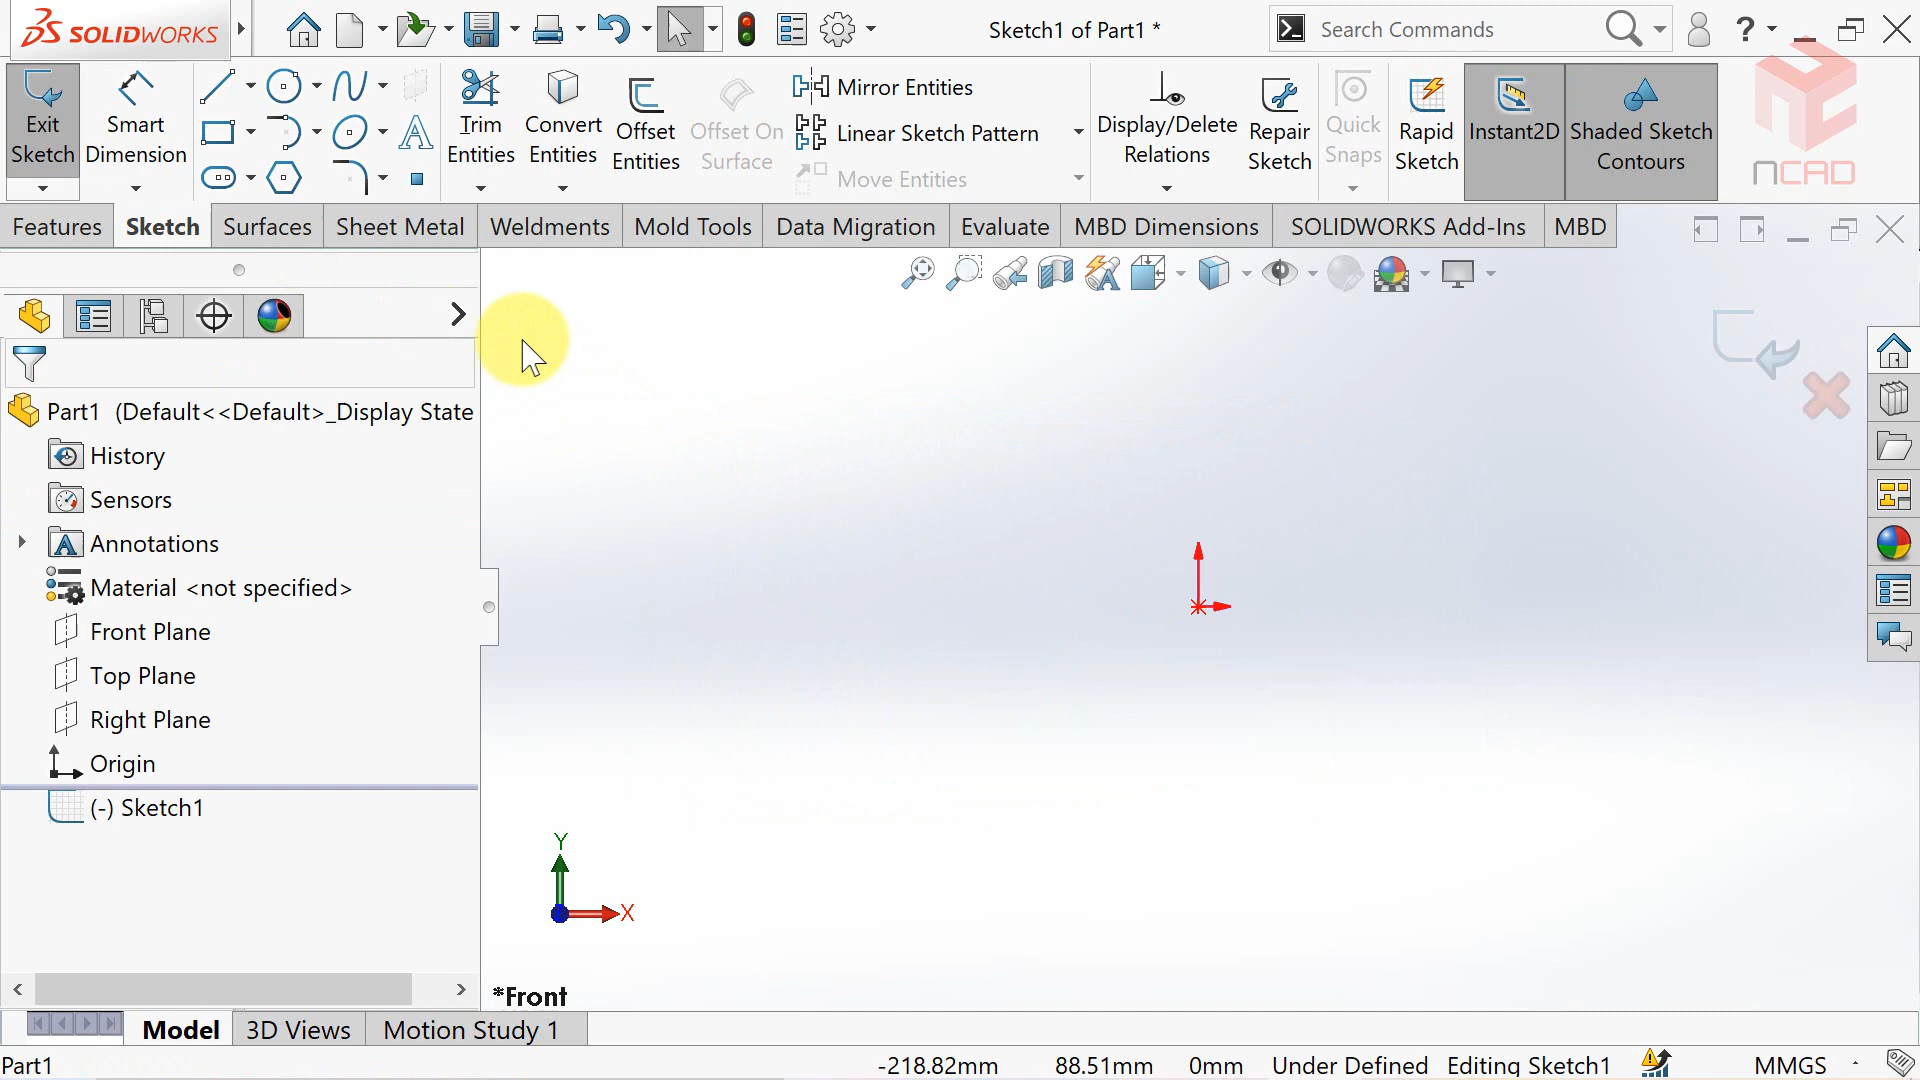 SOLIDWORKS
Sketch1 of Part1 *
Search Commands
?
Exit
Sketch
Smart
Dimension
Trim
Entities
Convert
Entities
Offset
Entities
Offset On
Surface
Mirror Entities
Linear Sketch Pattern
Move Entities
Display/Delete
Relations
Repair
Sketch
Quick
Snaps
Rapid
Sketch
Instant2D
Shaded Sketch
Contours
NCAD
Features
Sketch
Surfaces
Sheet Metal
Weldments
Mold Tools
Data Migration
Evaluate
MBD Dimensions
SOLIDWORKS Add-Ins
MBD
Part1 (Default<<Default>_Display State
History
Sensors
Annotations
Material <not specified>
Front Plane
Top Plane
Right Plane
Origin
(-) Sketch1
Y
X
*Front
Model
3D Views
Motion Study 1
Part1
-218.82mm
88.51mm
0mm
Under Defined
Editing Sketch1
MMGS